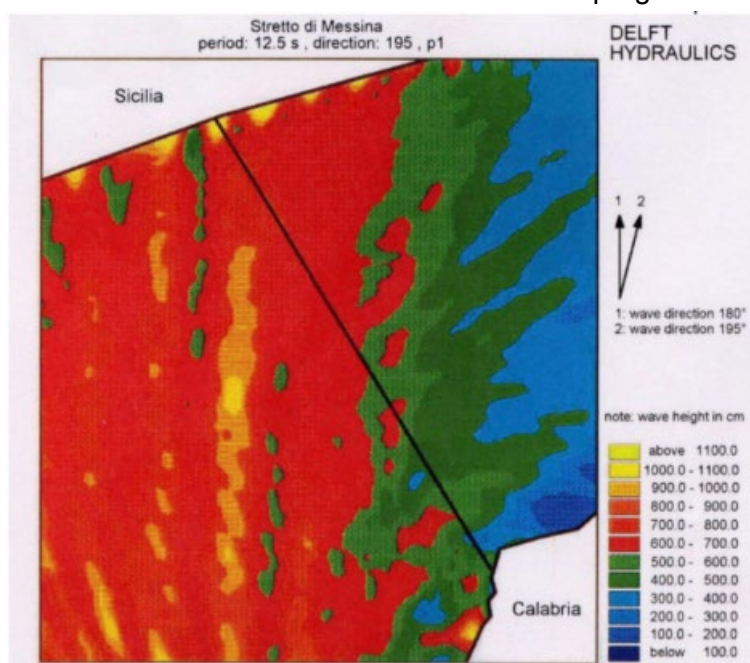 Stretto di Messina
period: 12.5 s , direction: 195 , p1
DELFT
HYDRAULICS
Sicilia
1 2
1: wave direction 180°
2: wave direction 195°
note: wave height in cm
above 1100.0
1000.0 - 1100.0
900.0 - 1000.0
800.0 - 900.0
700.0 - 800.0
600.0 - 700.0
500.0 - 600.0
400.0 - 500.0
300.0 - 400.0
200.0 - 300.0
100.0 - 200.0
below 100.0
Calabria